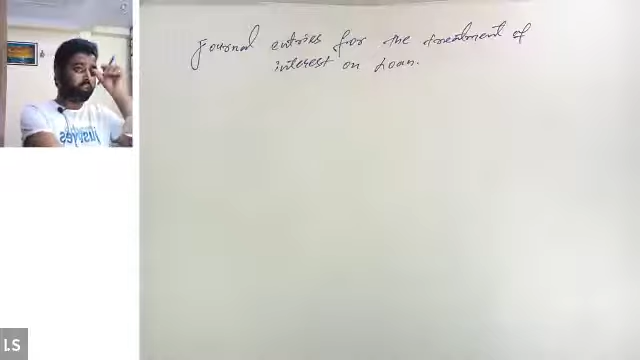 Journal entries for the treatment of
interest on Loan.
I.S